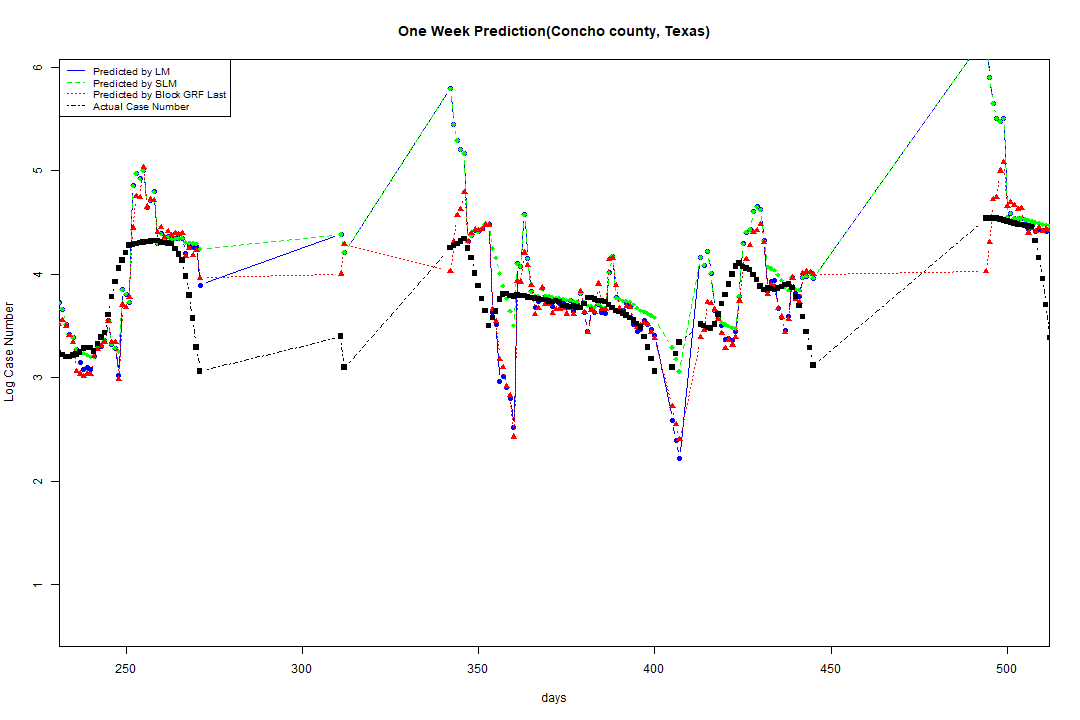 One Week Prediction(Concho county, Texas)
Predicted by LM
Predicted by SLM
Predicted by Block GRF Last
Actual Case Number
Log Case Number
6
5
4
3
2
1
250
300
350
400
450
500
days